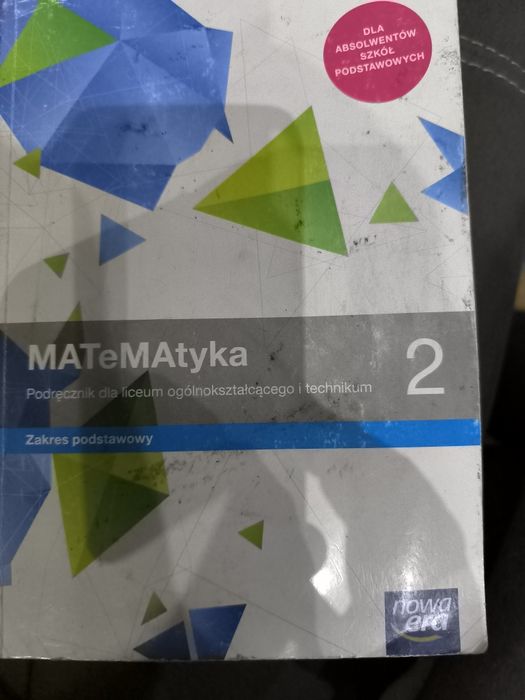 DLA
ABSOLWENTÓW
SZKÓŁ
PODSTAWOWYCH
MATeMAtyka
2
Podręcznik dla liceum ogólnokształcącego i technikum
Zakres podstawowy
nowa
era